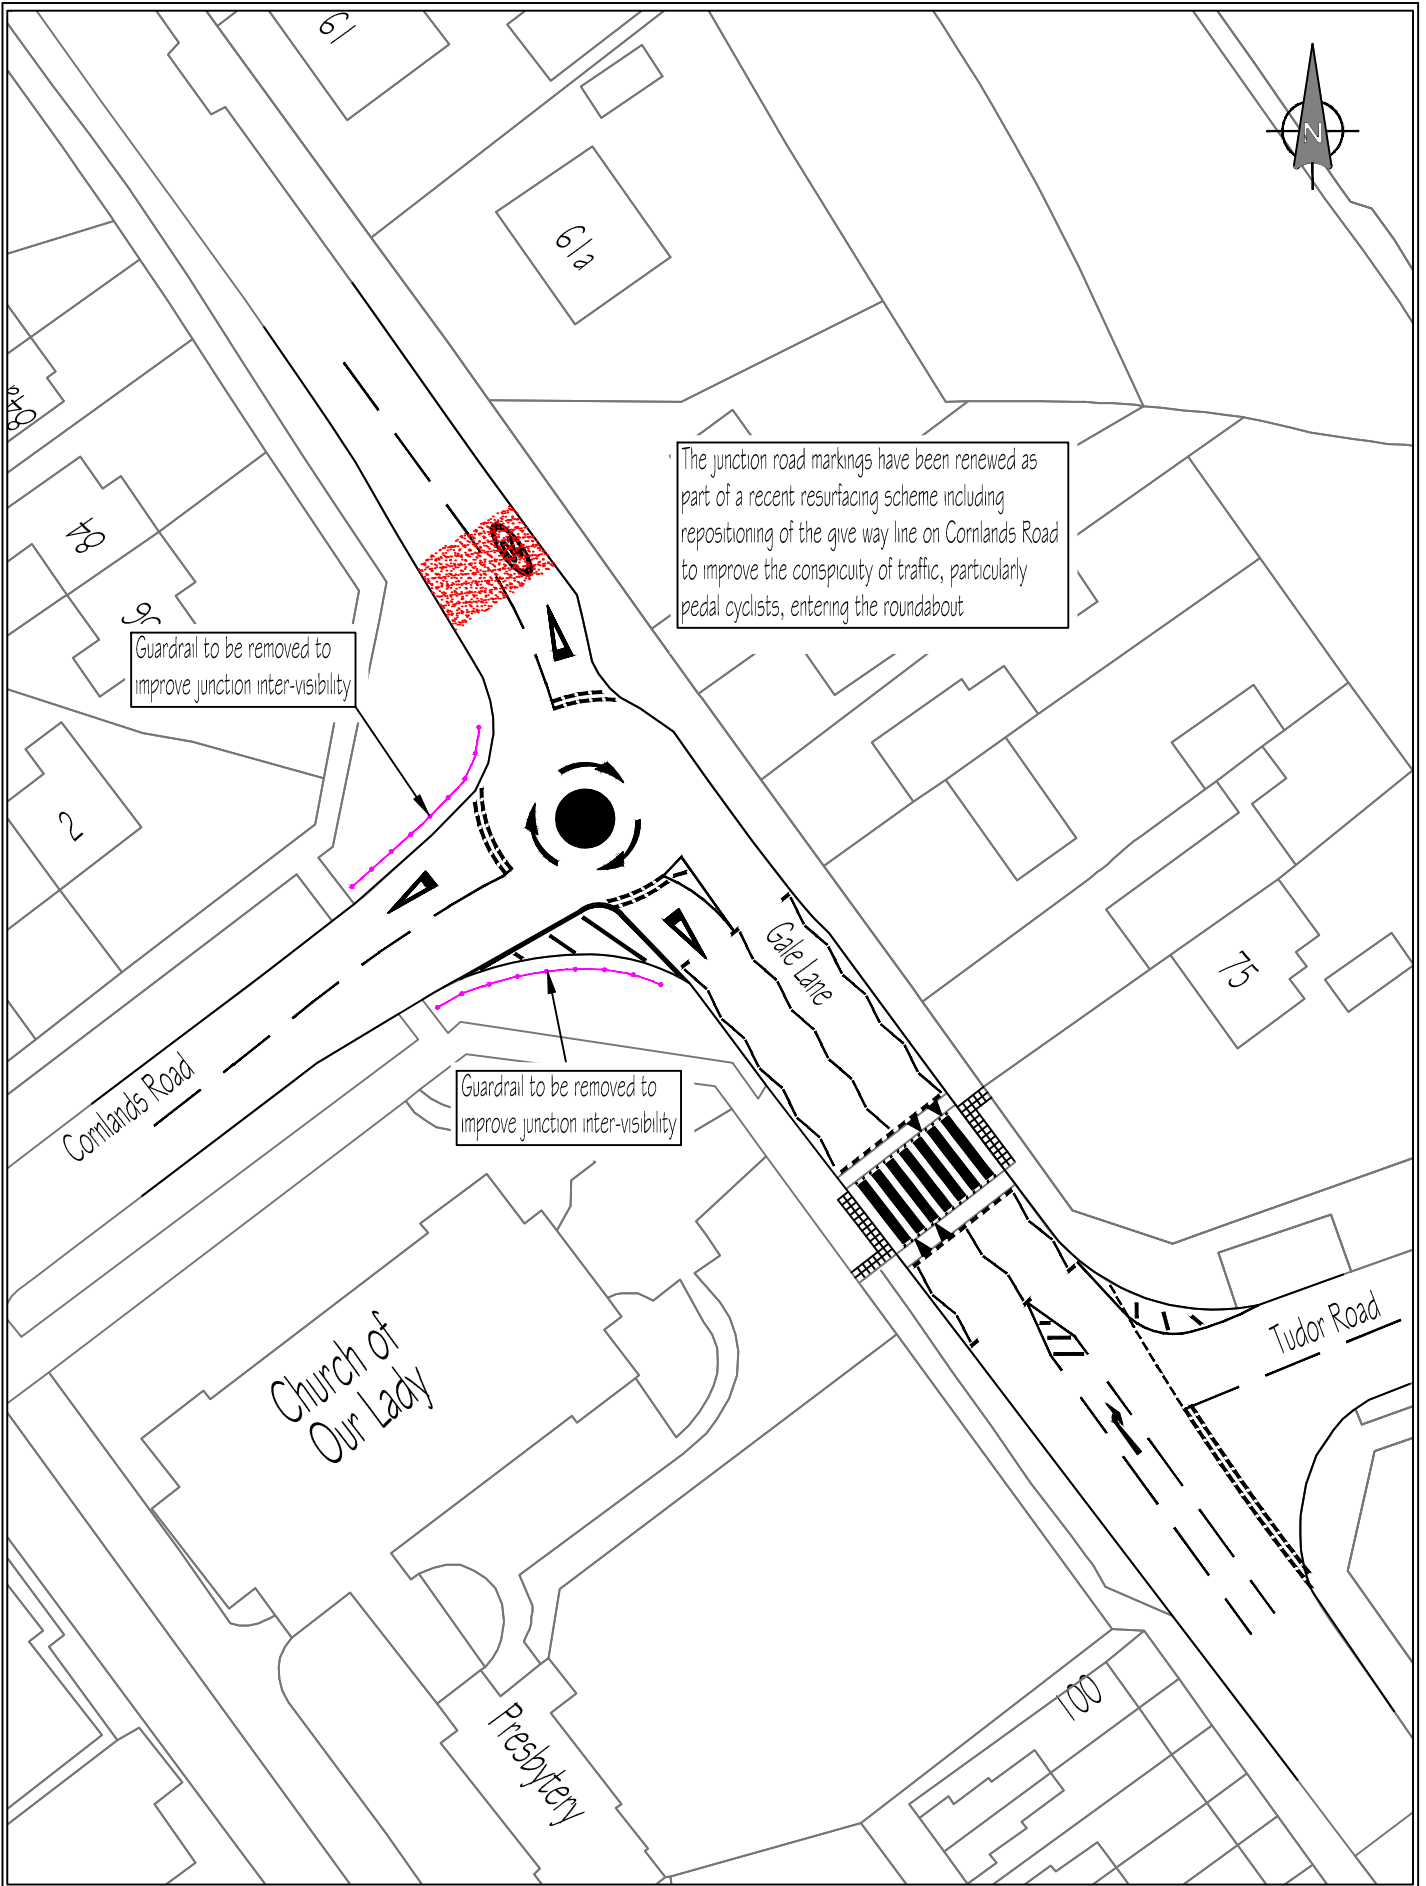 61
N
61a
84a
The junction road markings have been renewed as
part of a recent resurfacing scheme including
repositioning of the give way line on Cornlands Road
to improve the conspicuity of traffic, particularly
pedal cyclists, entering the roundabout
84
Guardrail to be removed to
improve junction inter-visibility
2
Gale Lane
75
Cornlands Road
Guardrail to be removed to
improve junction inter-visibility
Church of
Our Lady
Tudor Road
Presbytery
100